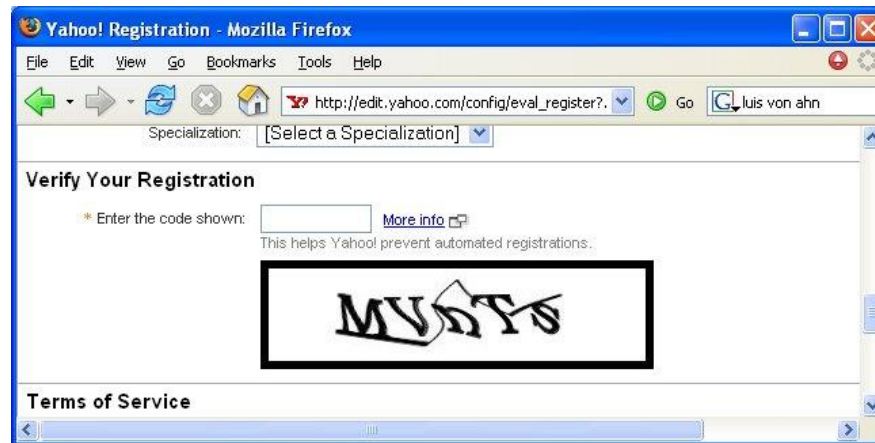 Yahoo! Registration - Mozilla Firefox
File Edit View Go Bookmarks Tools Help
http://edit.yahoo.com/config/eval_register?. Go G luis von ahn
Specialization: [Select a Specialization]
Verify Your Registration
* Enter the code shown: More info
This helps Yahoo! prevent automated registrations.
MVnTs
Terms of Service